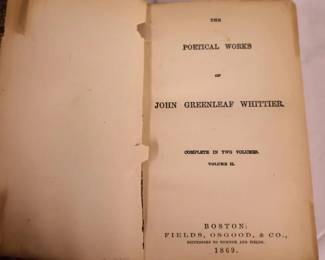 THE
POETICAL WORKS
OF
JOHN GREENLEAF WHITTIER.
COMPLETE IN TWO VOLUMES.
VOLUME II.
BOSTON:
FIELDS, OSGOOD, & CO.,
SUCCESSORS TO TICKNOR AND FIELDS.
1869.